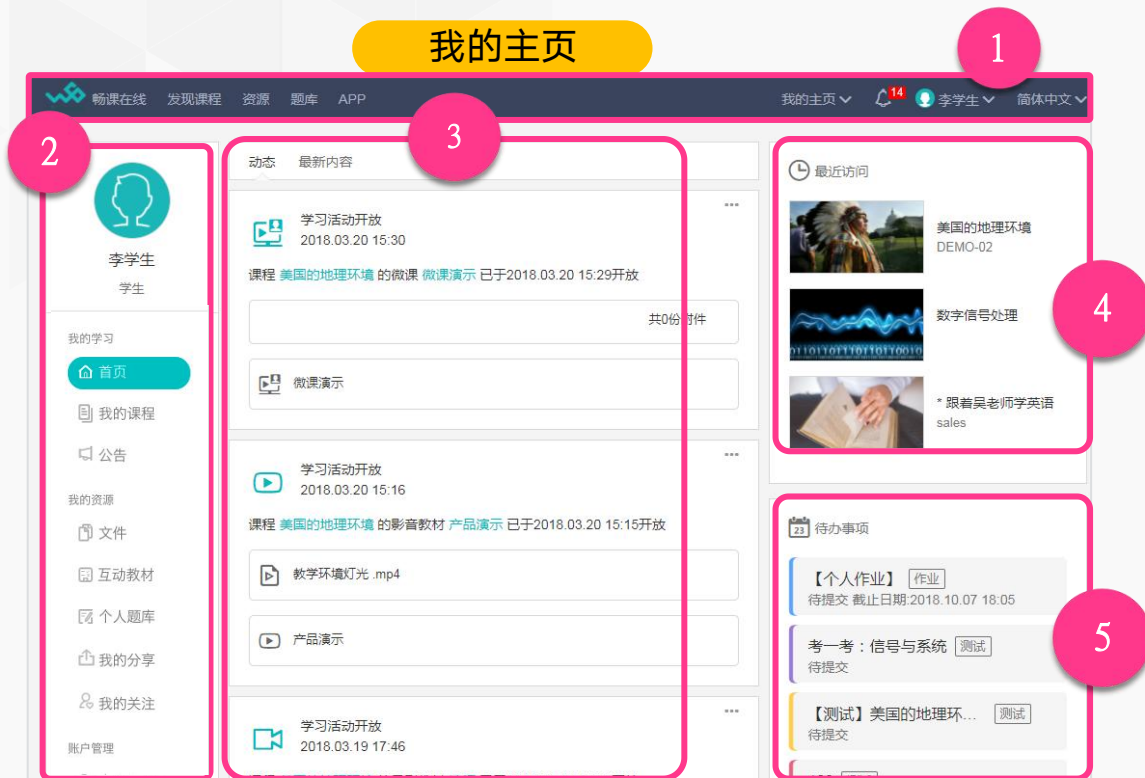 我的主页
1
畅课在线 发现课程 资源 题库 APP 我的主页 14 李学生 简体中文
2
李学生
学生
我的学习
首页
我的课程
公告
我的资源
文件
互动教材
个人题库
我的分享
我的关注
账户管理
3
动态 最新内容
学习活动开放
2018.03.20 15:30
课程 美国的地理环境 的微课 微课演示 已于2018.03.20 15:29开放
共0份附件
微课演示
学习活动开放
2018.03.20 15:16
课程 美国的地理环境 的影音教材 产品演示 已于2018.03.20 15:15开放
教学环境灯光 .mp4
产品演示
学习活动开放
2018.03.19 17:46
最近访问
美国的地理环境
DEMO-02
数字信号处理
* 跟着吴老师学英语
sales
4
23 待办事项
【个人作业】 作业
待提交 截止日期:2018.10.07 18:05
考一考：信号与系统 测试
待提交
【测试】美国的地理环... 测试
待提交
5